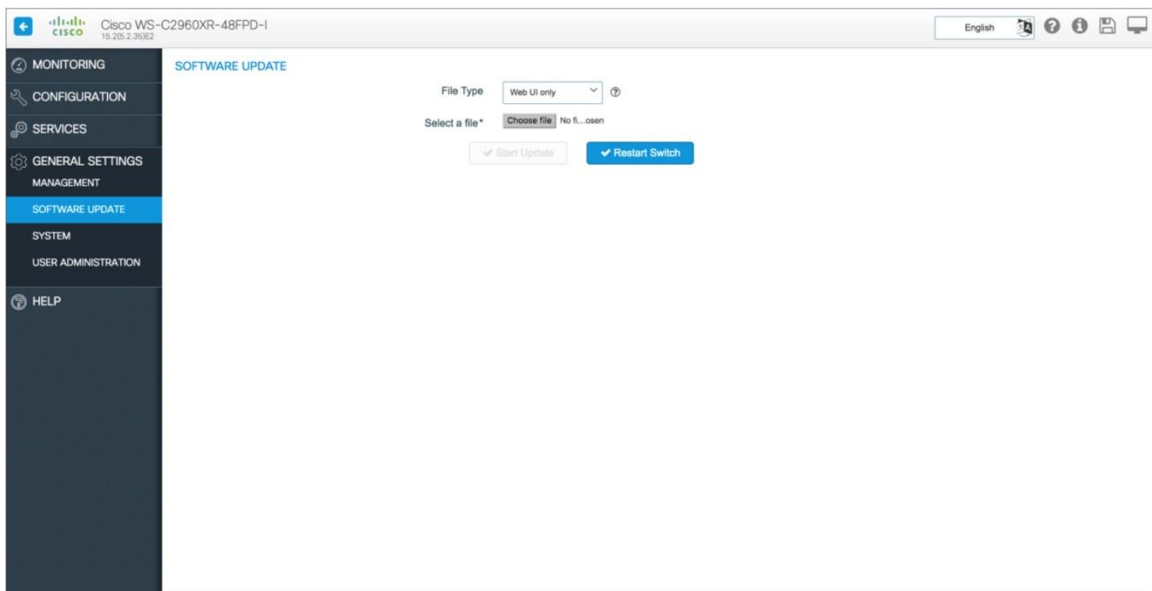 CISCO
Cisco WS-C2960XR-48FPD-I
15.2(5.2.35)E2
English
MONITORING
CONFIGURATION
SERVICES
GENERAL SETTINGS
MANAGEMENT
SOFTWARE UPDATE
SYSTEM
USER ADMINISTRATION
HELP
SOFTWARE UPDATE
File Type Web UI only
Select a file* Choose file No fi...osen
Start Update Restart Switch